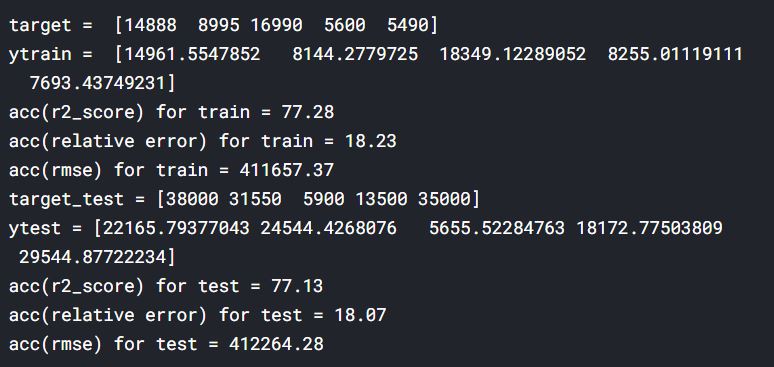 target =  [14888  8995 16990  5600  5490]
ytrain =  [14961.5547852   8144.2779725  18349.12289052  8255.01119111
  7693.43749231]
acc(r2_score) for train = 77.28
acc(relative error) for train = 18.23
acc(rmse) for train = 411657.37
target_test = [38000 31550  5900 13500 35000]
ytest = [22165.79377043 24544.4268076   5655.52284763 18172.77503809
 29544.87722234]
acc(r2_score) for test = 77.13
acc(relative error) for test = 18.07
acc(rmse) for test = 412264.28